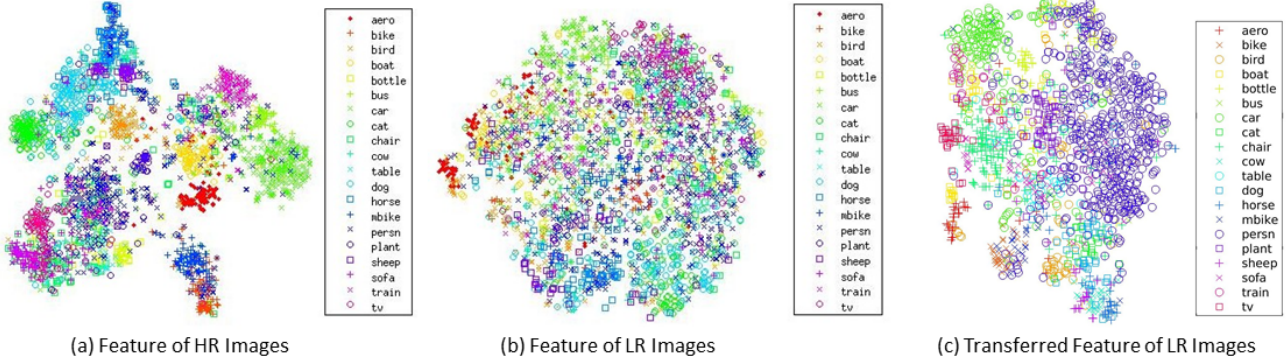 aero
bike
bird
boat
bottle
bus
car
cat
chair
cow
table
dog
horse
mbike
persn
plant
sheep
sofa
train
tv
(a) Feature of HR Images
aero
bike
bird
boat
bottle
bus
car
cat
chair
cow
table
dog
horse
mbike
persn
plant
sheep
sofa
train
tv
(b) Feature of LR Images
aero
bike
bird
boat
bottle
bus
car
cat
chair
cow
table
dog
horse
mbike
persn
plant
sheep
sofa
train
tv
(c) Transferred Feature of LR Images